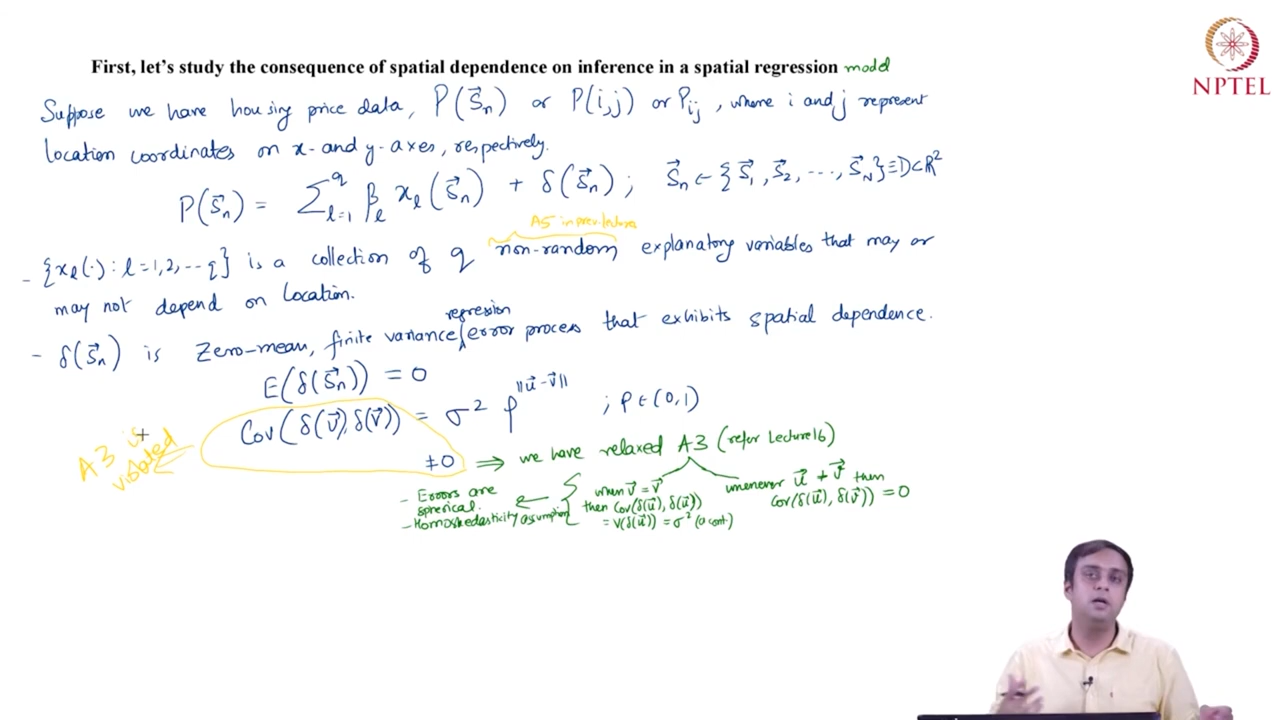 NPTEL
First, let's study the consequence of spatial dependence on inference in a spatial regression model
Suppose we have housing price data, P(s⃗n) or P(i,j) or Pij, where i and j represent
location coordinates on x- and y-axes, respectively.
P(s⃗n) = Σ_{l=1}^{q} β_l x_l(s⃗n) + δ(s⃗n); s⃗n ∈ {s⃗1, s⃗2, ..., s⃗N} ≡ D ⊂ R²
A5 in prev. lectures
- {x_l(·): l=1,2,...q} is a collection of q non-random explanatory variables that may or
may not depend on location.
- δ(s⃗n) is zero-mean, finite variance regression error process that exhibits spatial dependence.
E(δ(s⃗n)) = 0
Cov(δ(u⃗), δ(v⃗)) = σ² ρ^{||u⃗-v⃗||} ; ρ ∈ (0,1)
A3 is
violated
≠0 ⇒ we have relaxed A3 (refer Lecture 16)
- Errors are
spherical.
- Homoskedasticity assumption
when u⃗ = v⃗
then Cov(δ(u⃗), δ(u⃗))
= V(δ(u⃗)) = σ² (a cont.)
whenever u⃗ ≠ v⃗ then
Cov(δ(u⃗), δ(v⃗)) = 0